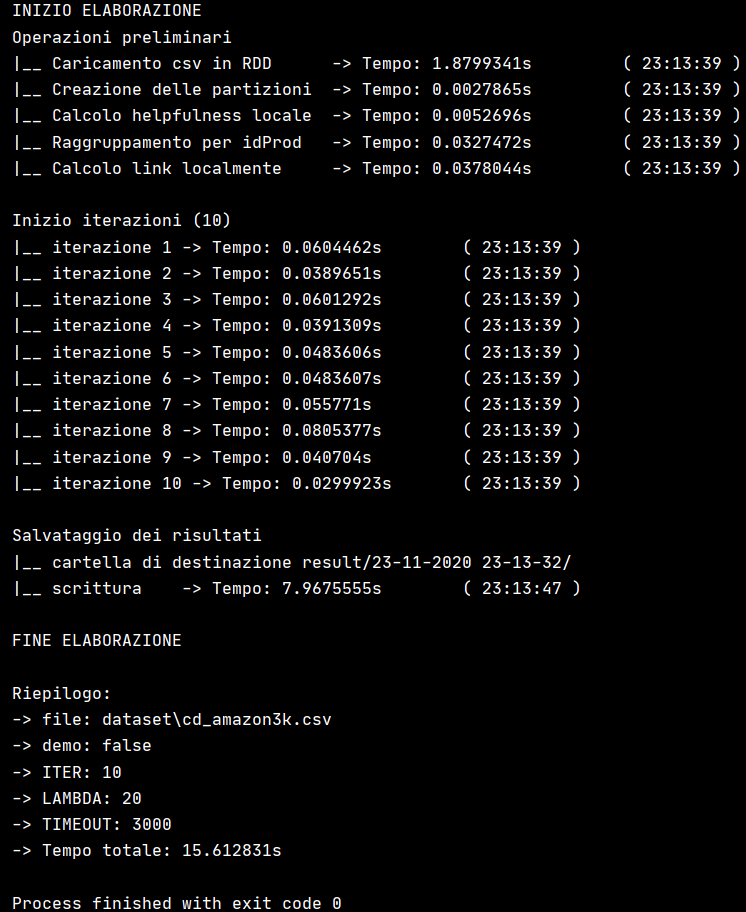 INIZIO ELABORAZIONE
Operazioni preliminari
|__ Caricamento csv in RDD      -> Tempo: 1.8799341s         ( 23:13:39 )
|__ Creazione delle partizioni  -> Tempo: 0.0027865s         ( 23:13:39 )
|__ Calcolo helpfulness locale  -> Tempo: 0.0052696s         ( 23:13:39 )
|__ Raggruppamento per idProd   -> Tempo: 0.0327472s         ( 23:13:39 )
|__ Calcolo link localmente     -> Tempo: 0.0378044s         ( 23:13:39 )

Inizio iterazioni (10)
|__ iterazione 1 -> Tempo: 0.0604462s        ( 23:13:39 )
|__ iterazione 2 -> Tempo: 0.0389651s        ( 23:13:39 )
|__ iterazione 3 -> Tempo: 0.0601292s        ( 23:13:39 )
|__ iterazione 4 -> Tempo: 0.0391309s        ( 23:13:39 )
|__ iterazione 5 -> Tempo: 0.0483606s        ( 23:13:39 )
|__ iterazione 6 -> Tempo: 0.0483607s        ( 23:13:39 )
|__ iterazione 7 -> Tempo: 0.055771s         ( 23:13:39 )
|__ iterazione 8 -> Tempo: 0.0805377s        ( 23:13:39 )
|__ iterazione 9 -> Tempo: 0.040704s         ( 23:13:39 )
|__ iterazione 10 -> Tempo: 0.0299923s       ( 23:13:39 )

Salvataggio dei risultati
|__ cartella di destinazione result/23-11-2020 23-13-32/
|__ scrittura    -> Tempo: 7.9675555s        ( 23:13:47 )

FINE ELABORAZIONE

Riepilogo:
-> file: dataset\cd_amazon3k.csv
-> demo: false
-> ITER: 10
-> LAMBDA: 20
-> TIMEOUT: 3000
-> Tempo totale: 15.612831s

Process finished with exit code 0